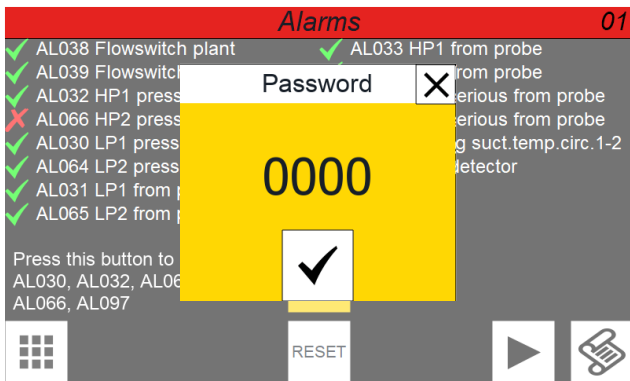 Alarms 01
AL038 Flowswitch plant
AL039 Flowswitch
AL032 HP1 press
AL066 HP2 press
AL030 LP1 press
AL064 LP2 press
AL031 LP1 from
AL065 LP2 from
AL033 HP1 from probe
rom probe
erious from probe
erious from probe
g suct.temp.circ.1-2
detector
Password
0000
Press this button to
AL030, AL032, AL06
AL066, AL097
RESET